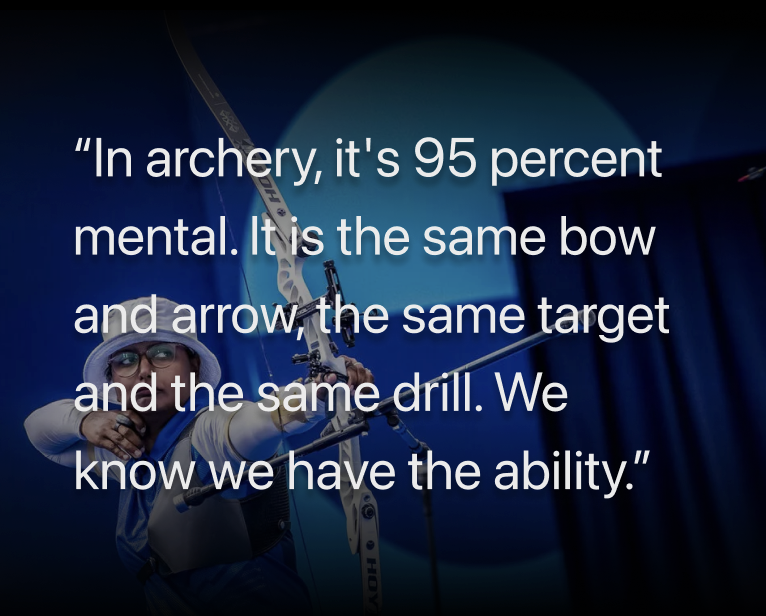 “In archery, it's 95 percent
mental. It is the same bow
and arrow, the same target
and the same drill. We
know we have the ability.”
HOYT